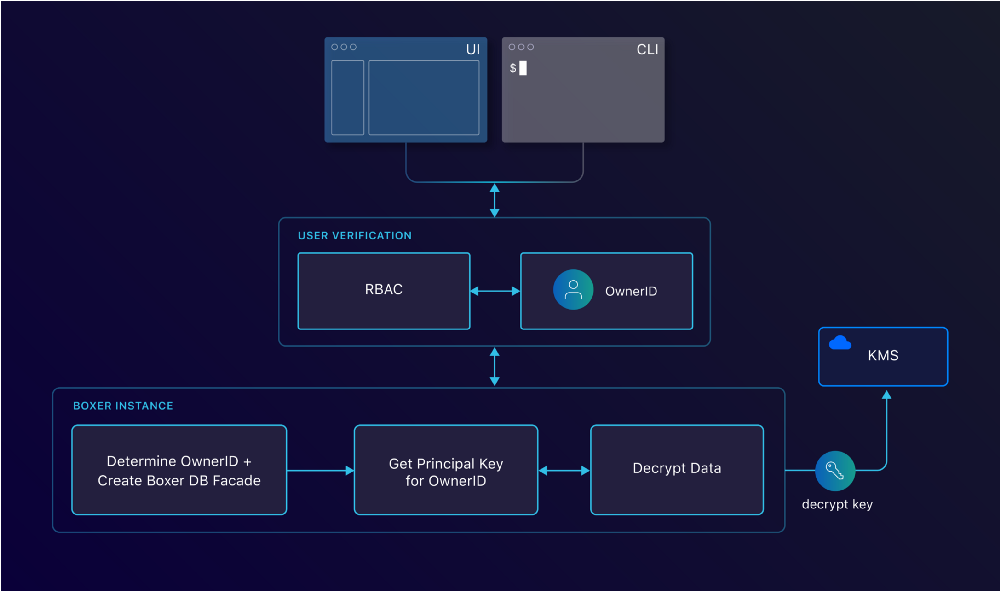 UI
CLI
$
USER VERIFICATION
RBAC
OwnerID
KMS
BOXER INSTANCE
Determine OwnerID +
Create Boxer DB Facade
Get Principal Key
for OwnerID
Decrypt Data
decrypt key